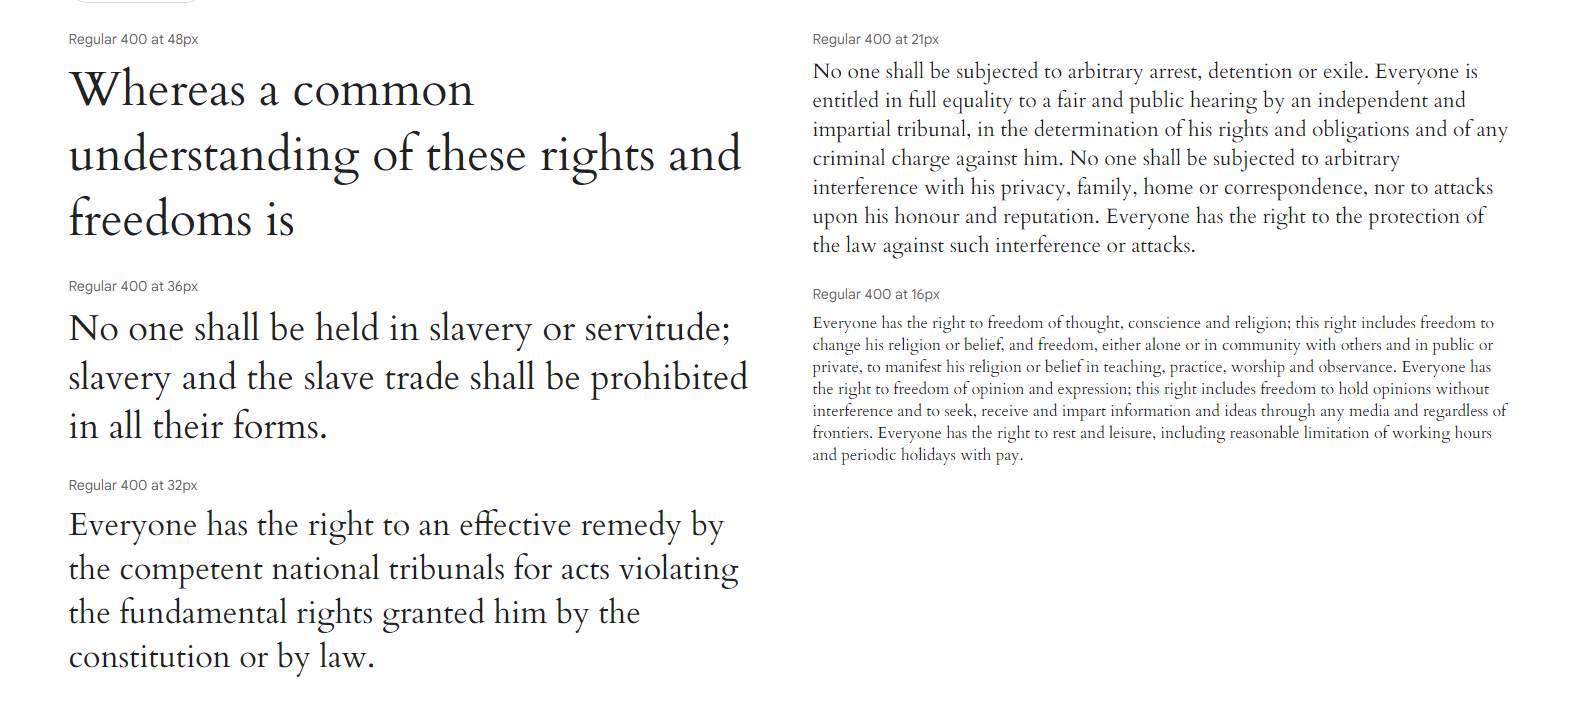 Regular 400 at 48px
Whereas a common
understanding of these rights and
freedoms is
Regular 400 at 36px
No one shall be held in slavery or servitude;
slavery and the slave trade shall be prohibited
in all their forms.
Regular 400 at 32px
Everyone has the right to an effective remedy by
the competent national tribunals for acts violating
the fundamental rights granted him by the
constitution or by law.
Regular 400 at 21px
No one shall be subjected to arbitrary arrest, detention or exile. Everyone is
entitled in full equality to a fair and public hearing by an independent and
impartial tribunal, in the determination of his rights and obligations and of any
criminal charge against him. No one shall be subjected to arbitrary
interference with his privacy, family, home or correspondence, nor to attacks
upon his honour and reputation. Everyone has the right to the protection of
the law against such interference or attacks.
Regular 400 at 16px
Everyone has the right to freedom of thought, conscience and religion; this right includes freedom to
change his religion or belief, and freedom, either alone or in community with others and in public or
private, to manifest his religion or belief in teaching, practice, worship and observance. Everyone has
the right to freedom of opinion and expression; this right includes freedom to hold opinions without
interference and to seek, receive and impart information and ideas through any media and regardless of
frontiers. Everyone has the right to rest and leisure, including reasonable limitation of working hours
and periodic holidays with pay.